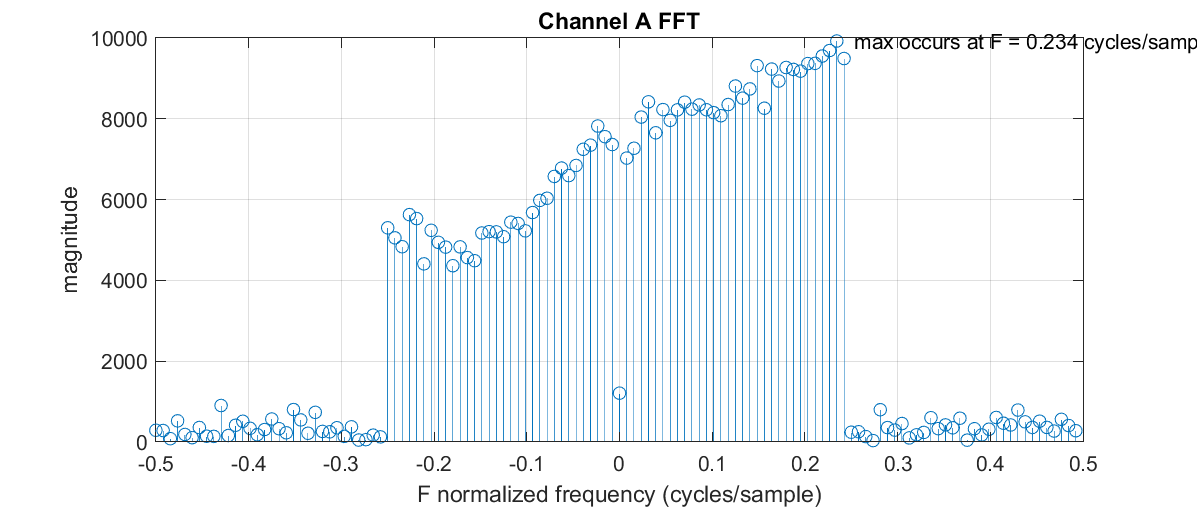 Channel A FFT
10000
8000
6000
4000
2000
0
magnitude
max occurs at F = 0.234 cycles/samp
-0.5 -0.4 -0.3 -0.2 -0.1 0 0.1 0.2 0.3 0.4 0.5
F normalized frequency (cycles/sample)